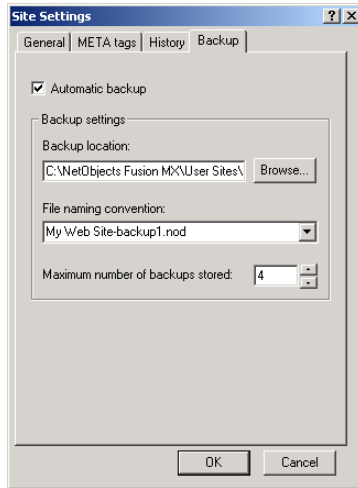 Site Settings
General META tags History Backup
Automatic backup
Backup settings
Backup location:
C:\NetObjects Fusion MX\User Sites\ Browse...
File naming convention:
My Web Site-backup1.nod
Maximum number of backups stored: 4
OK Cancel